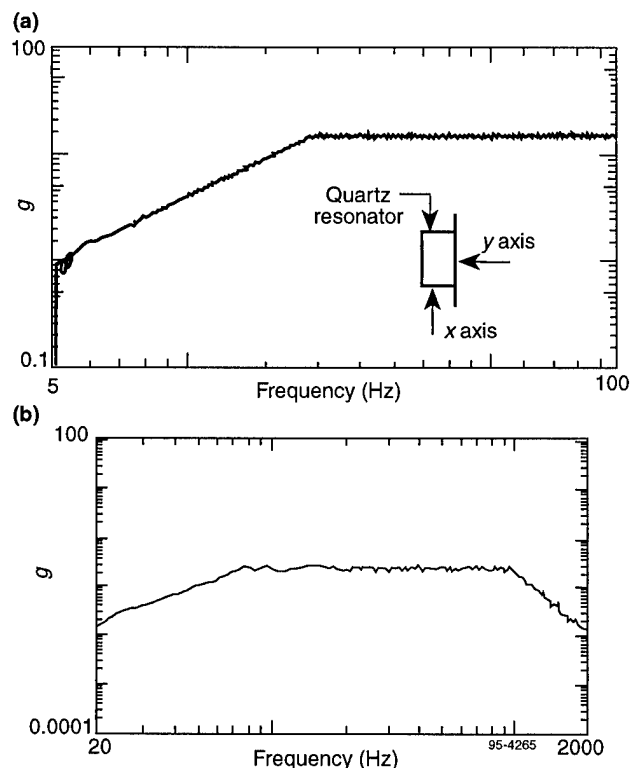 (a)
100
g
Quartz
resonator
y axis
x axis
0.1
5
Frequency (Hz)
100
(b)
100
g
0.0001
20
Frequency (Hz)
95-4265
2000